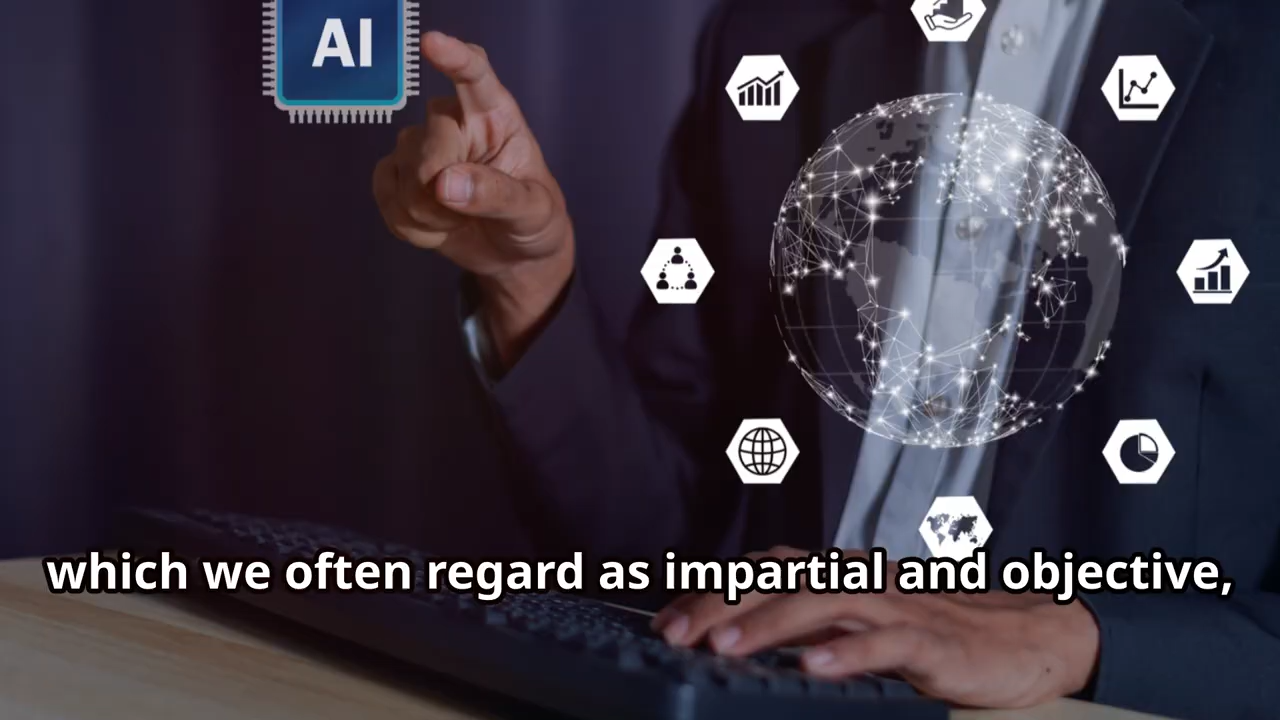 AI
which we often regard as impartial and objective,